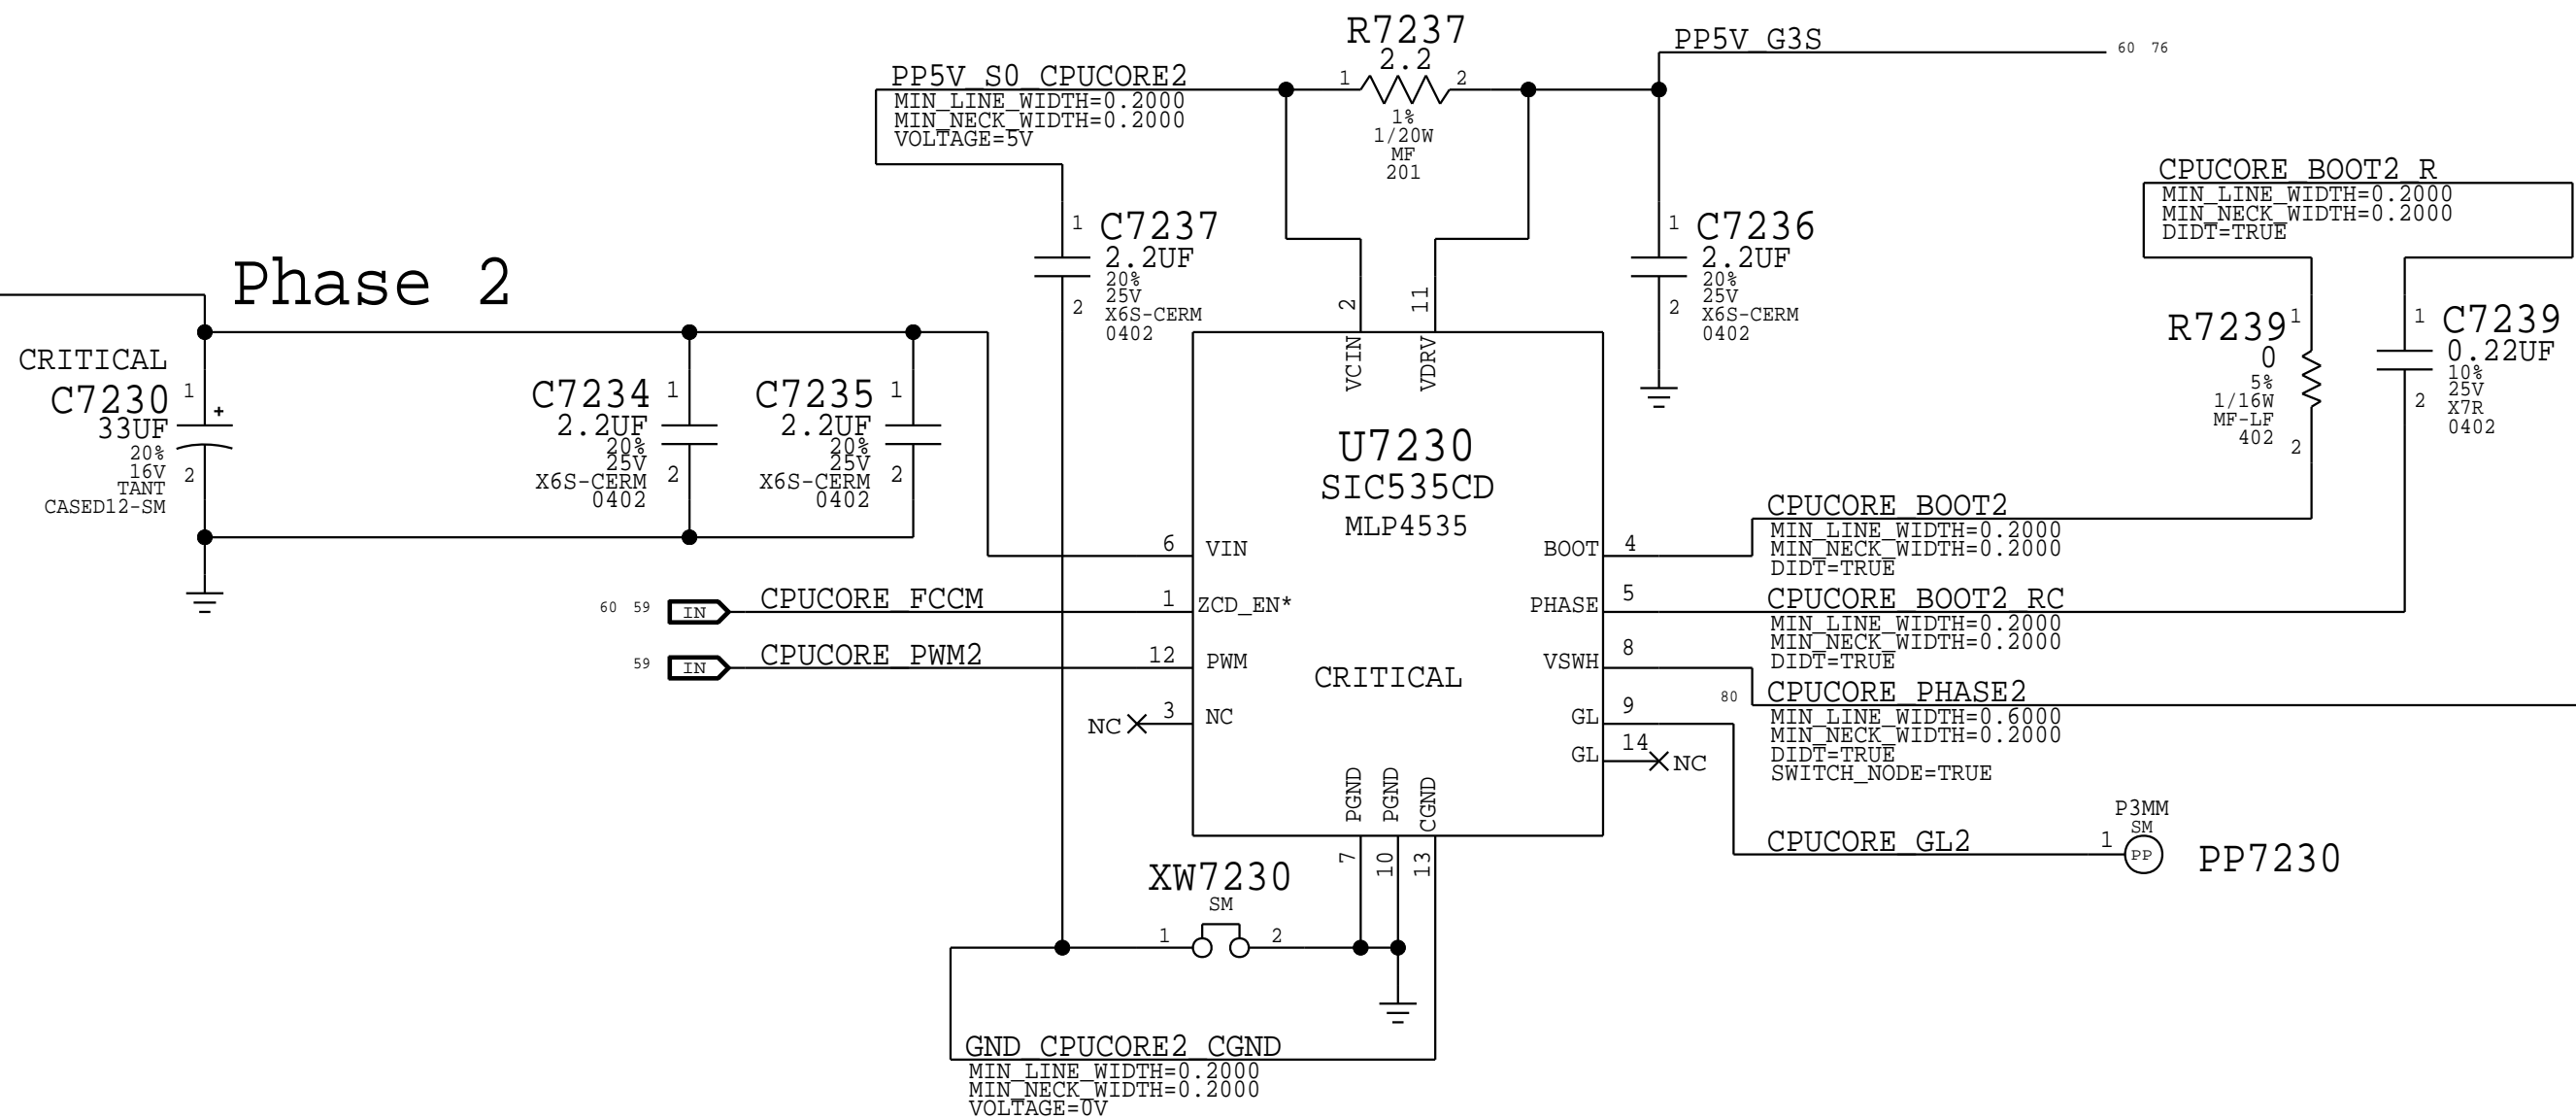 R7237
2.2
1 2
1%
1/20W
MF
201
PP5V_G3S 60 76
PP5V_S0_CPUCORE2
MIN_LINE_WIDTH=0.2000
MIN_NECK_WIDTH=0.2000
VOLTAGE=5V
CPUCORE_BOOT2_R
MIN_LINE_WIDTH=0.2000
MIN_NECK_WIDTH=0.2000
DIDT=TRUE
1 C7237
2.2UF
20%
25V
2 X6S-CERM
0402
1 C7236
2.2UF
20%
25V
2 X6S-CERM
0402
Phase 2
CRITICAL
C7230 1
+
33UF
20%
16V 2
TANT
CASED12-SM
C7234 1
2.2UF
20%
25V 2
X6S-CERM
0402
C7235 1
2.2UF
20%
25V 2
X6S-CERM
0402
R7239 1
0
5%
1/16W
MF-LF
402 2
1 C7239
0.22UF
10%
25V
2 X7R
0402
2 11
VCIN VDRV
U7230
SIC535CD
MLP4535
6 VIN
BOOT 4
CPUCORE_BOOT2
MIN_LINE_WIDTH=0.2000
MIN_NECK_WIDTH=0.2000
DIDT=TRUE
60 59 IN CPUCORE_FCCM 1 ZCD_EN*
PHASE 5
CPUCORE_BOOT2_RC
MIN_LINE_WIDTH=0.2000
MIN_NECK_WIDTH=0.2000
DIDT=TRUE
59 IN CPUCORE_PWM2 12 PWM
CRITICAL
VSWH 8
80 CPUCORE_PHASE2
MIN_LINE_WIDTH=0.6000
MIN_NECK_WIDTH=0.2000
DIDT=TRUE
SWITCH_NODE=TRUE
NC 3 NC
GL 9
GL 14 NC
PGND PGND CGND
7 10 13
CPUCORE_GL2 1
P3MM
SM
PP PP7230
XW7230
SM
1 2
GND_CPUCORE2_CGND
MIN_LINE_WIDTH=0.2000
MIN_NECK_WIDTH=0.2000
VOLTAGE=0V